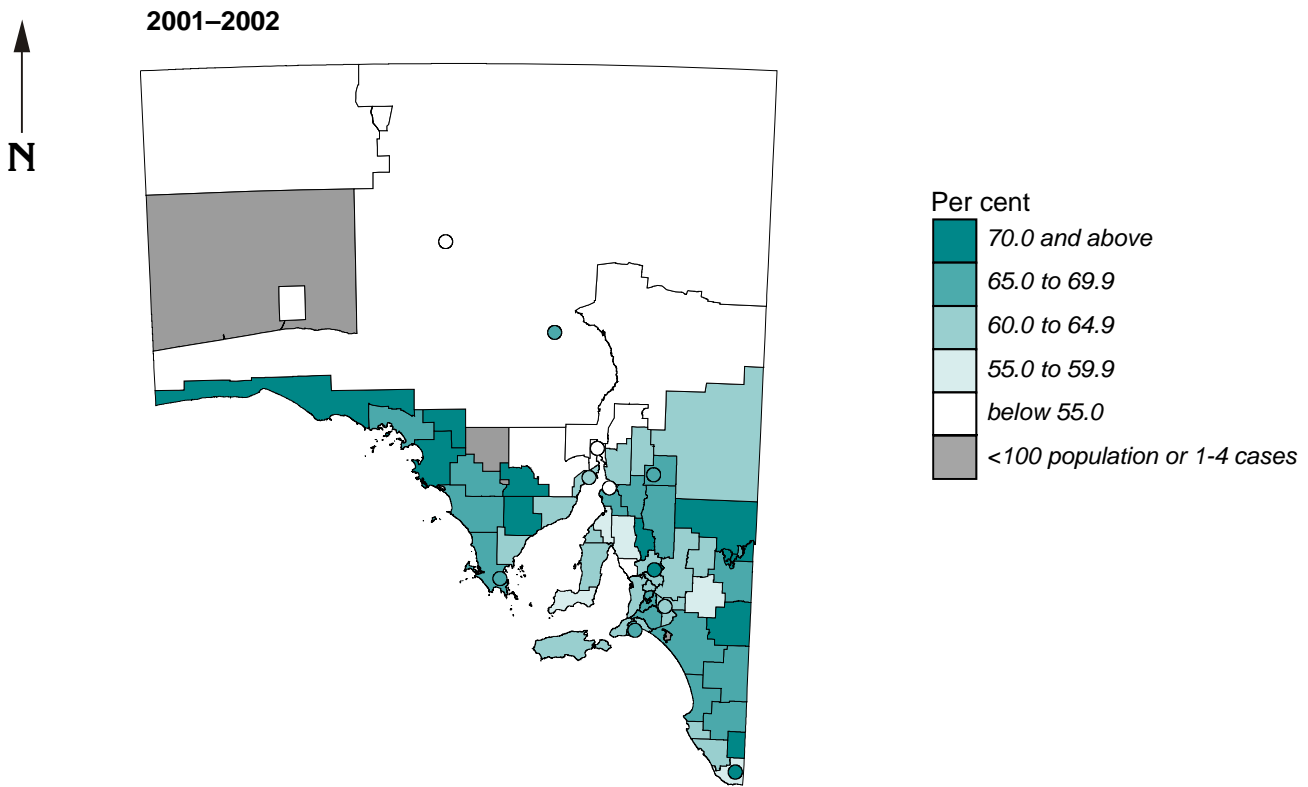 2001–2002
N
Per cent
70.0 and above
65.0 to 69.9
60.0 to 64.9
55.0 to 59.9
below 55.0
<100 population or 1-4 cases